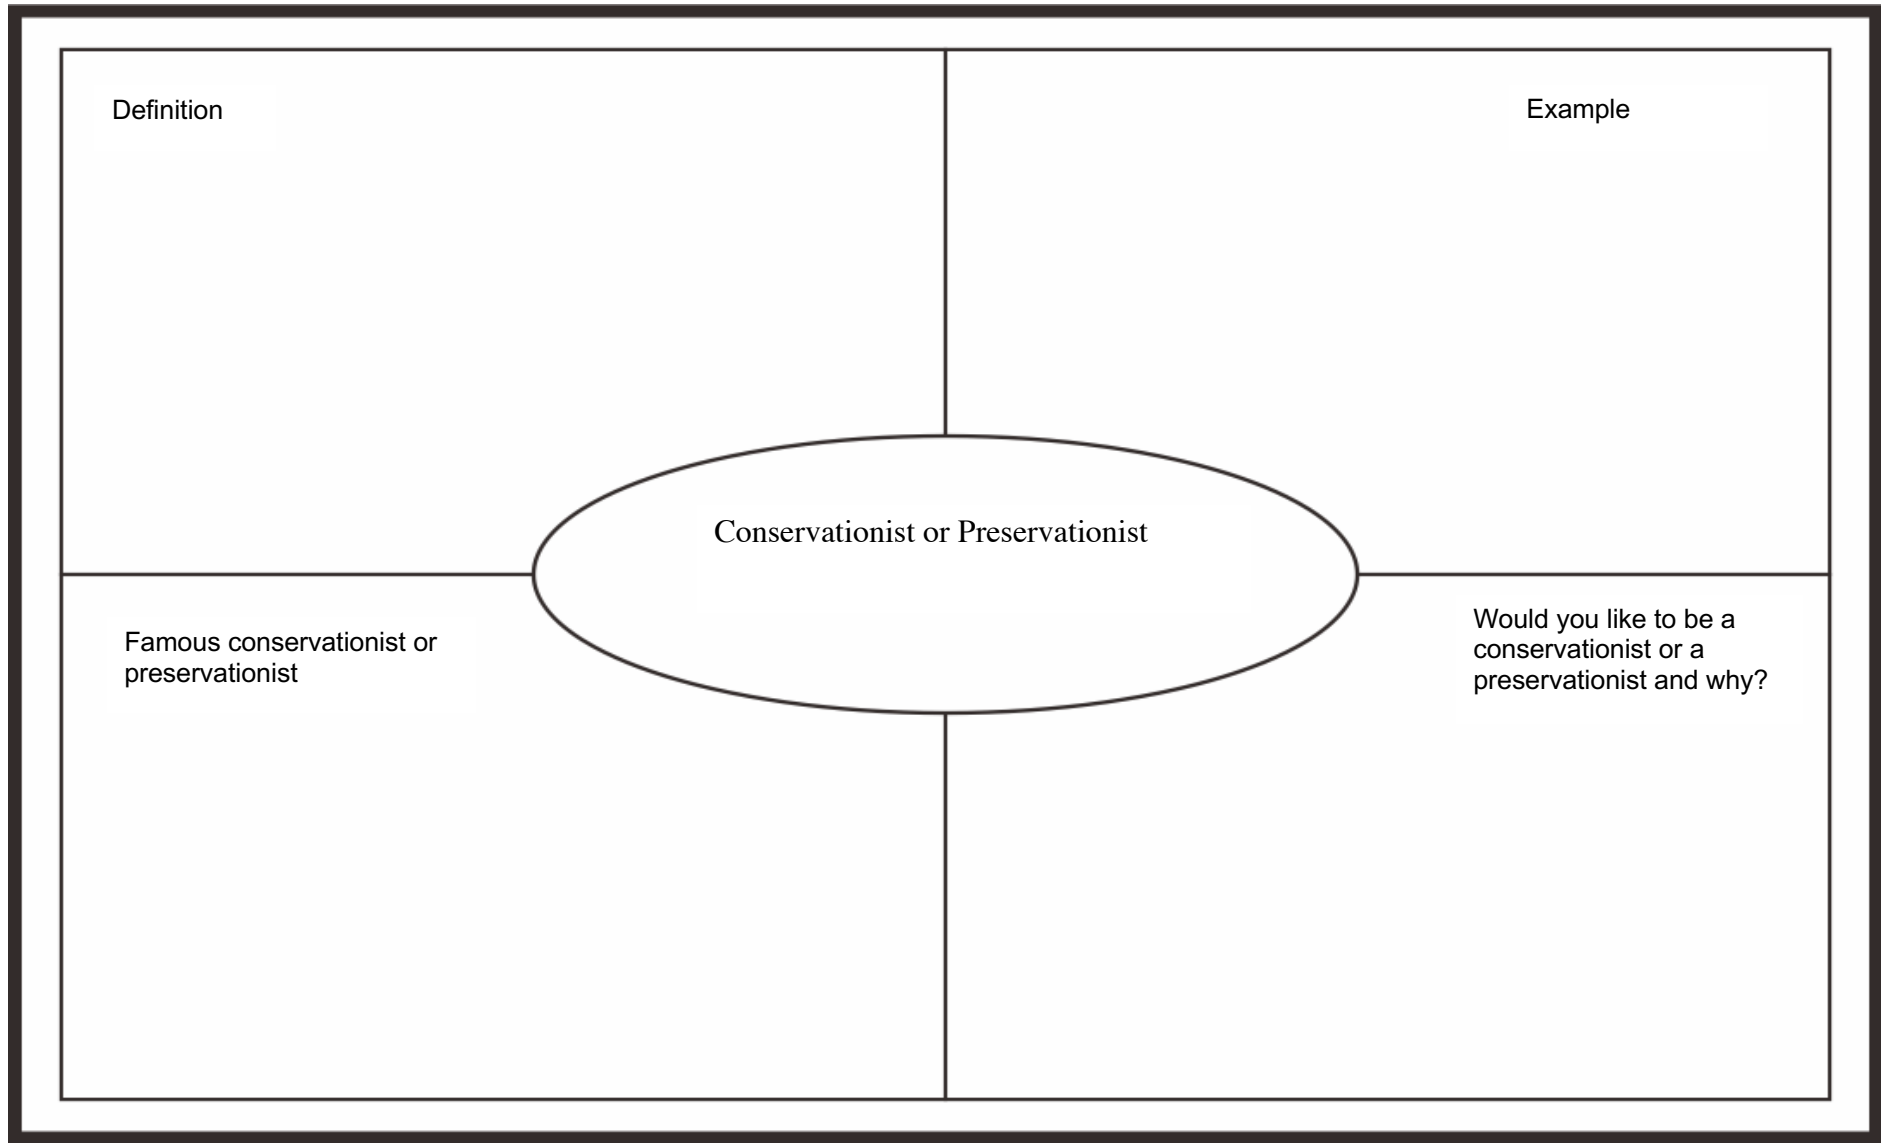 Definition
Example
Conservationist or Preservationist
Famous conservationist or
preservationist
Would you like to be a
conservationist or a
preservationist and why?